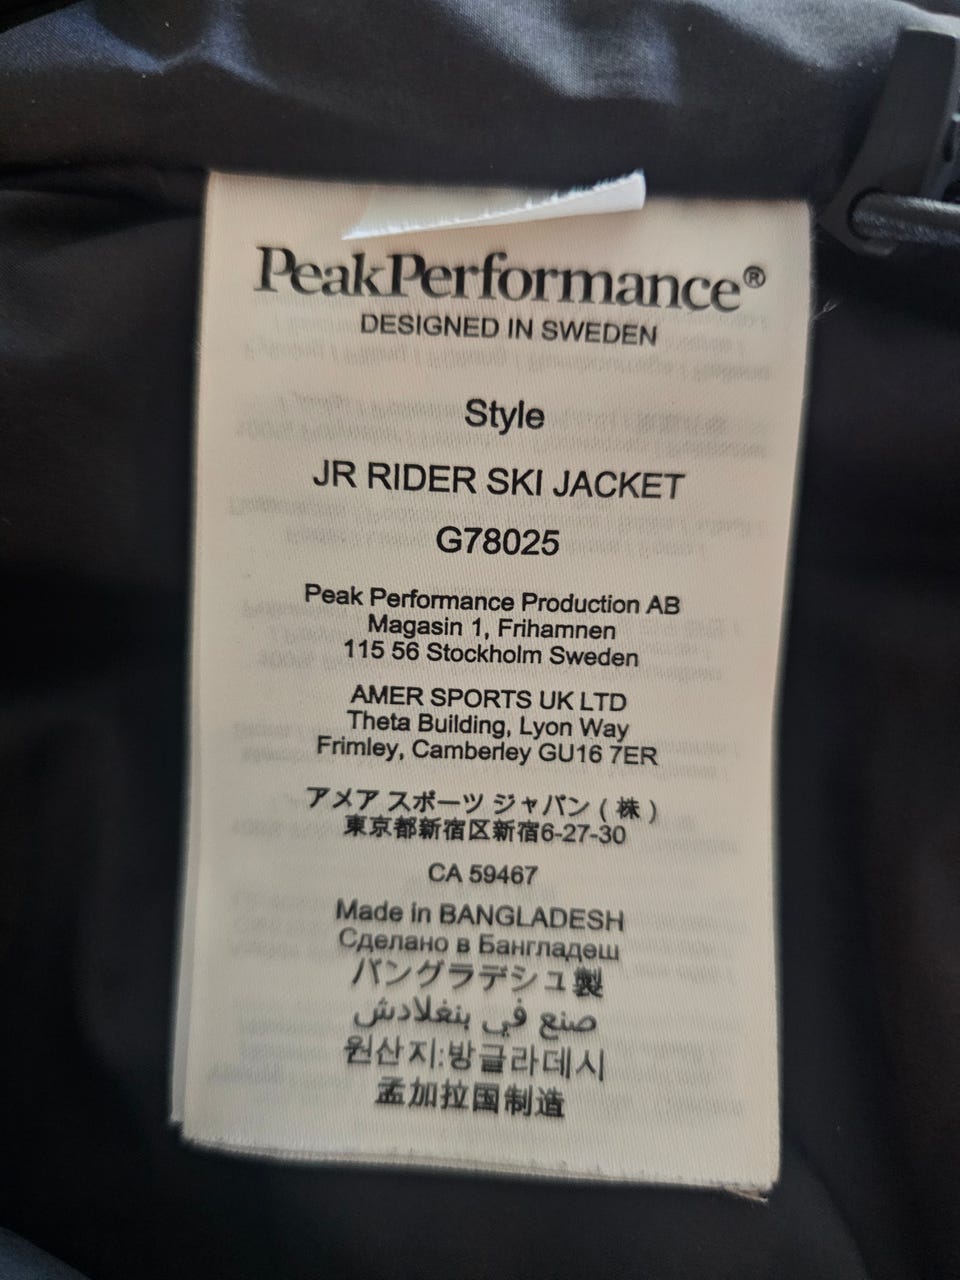 PeakPerformance®
DESIGNED IN SWEDEN
Style
JR RIDER SKI JACKET
G78025
Peak Performance Production AB
Magasin 1, Frihamnen
115 56 Stockholm Sweden
AMER SPORTS UK LTD
Theta Building, Lyon Way
Frimley, Camberley GU16 7ER
アメア スポーツ ジャパン ( 株 )
東京都新宿区新宿6-27-30
CA 59467
Made in BANGLADESH
Сделано в Бангладеш
バングラデシュ製
صنع في بنغلادش
원산지:방글라데시
孟加拉国制造